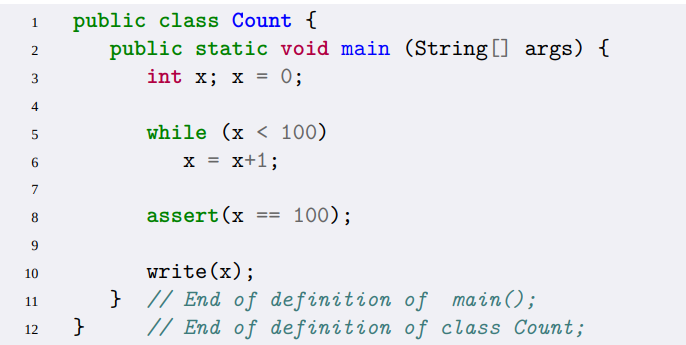 1 public class Count {
2 public static void main (String[] args) {
3 int x; x = 0;
4
5 while (x < 100)
6 x = x+1;
7
8 assert(x == 100);
9
10 write(x);
11 } // End of definition of main();
12 } // End of definition of class Count;